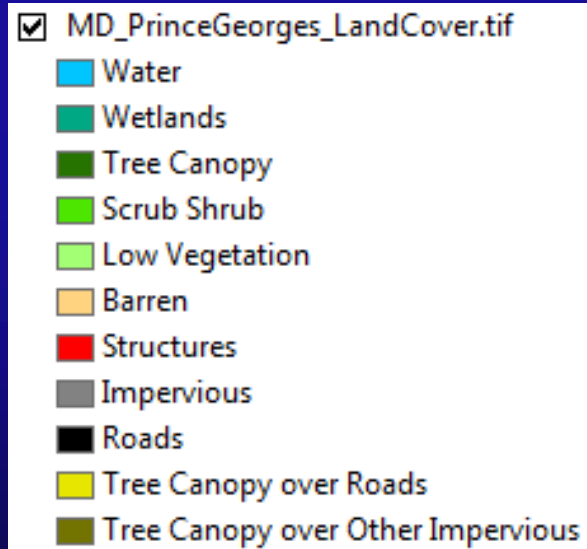 MD_PrinceGeorges_LandCover.tif
Water
Wetlands
Tree Canopy
Scrub Shrub
Low Vegetation
Barren
Structures
Impervious
Roads
Tree Canopy over Roads
Tree Canopy over Other Impervious